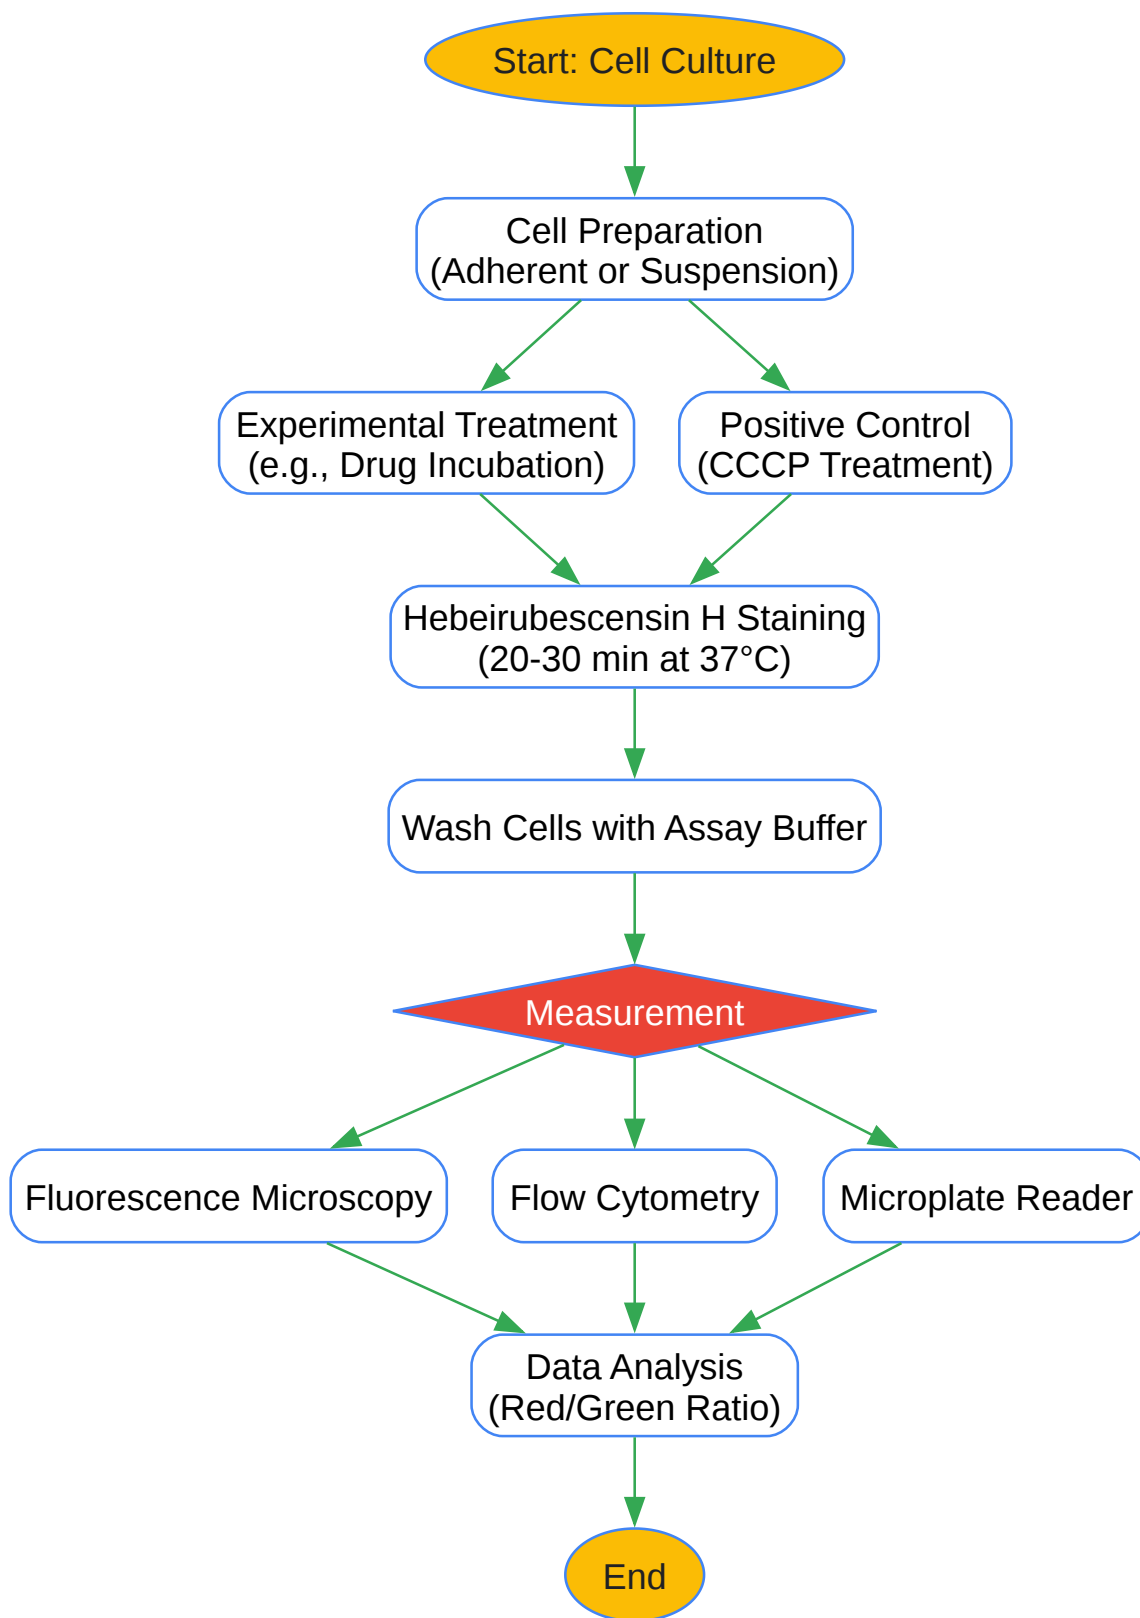 Start: Cell Culture
Cell Preparation
(Adherent or Suspension)
Experimental Treatment
(e.g., Drug Incubation)
Positive Control
(CCCP Treatment)
Hebeirubescensin H Staining
(20-30 min at 37°C)
Wash Cells with Assay Buffer
Measurement
Fluorescence Microscopy
Flow Cytometry
Microplate Reader
Data Analysis
(Red/Green Ratio)
End